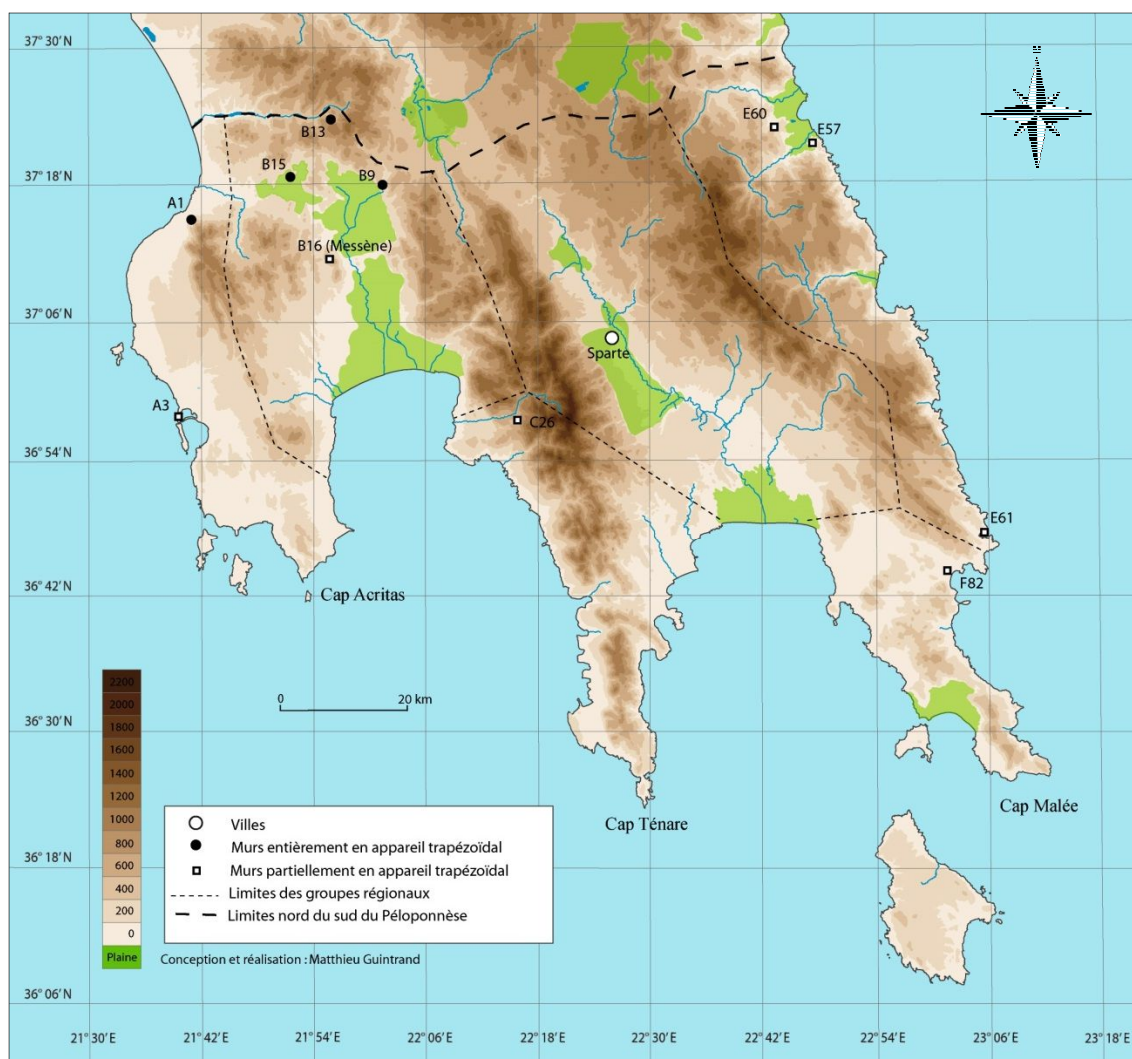 37° 30′ N
E60
E57
B13
B15
B9
37° 18′ N
A1
B16 (Messène)
37° 06′ N
Sparte
A3
C26
36° 54′ N
E61
F82
36° 42′ N
Cap Acritas
2200
2000
1800
1600
1400
1200
1000
800
600
400
200
0
Plaine
0 20 km
36° 30′ N
Cap Ténare
Cap Malée
Villes
Murs entièrement en appareil trapézoïdal
Murs partiellement en appareil trapézoïdal
Limites des groupes régionaux
Limites nord du sud du Péloponnèse
36° 18′ N
Conception et réalisation : Matthieu Guintrand
36° 06′ N
21° 30′ E 21° 42′ E 21° 54′ E 22° 06′ E 22° 18′ E 22° 30′ E 22° 42′ E 22° 54′ E 23° 06′ E 23° 18′ E